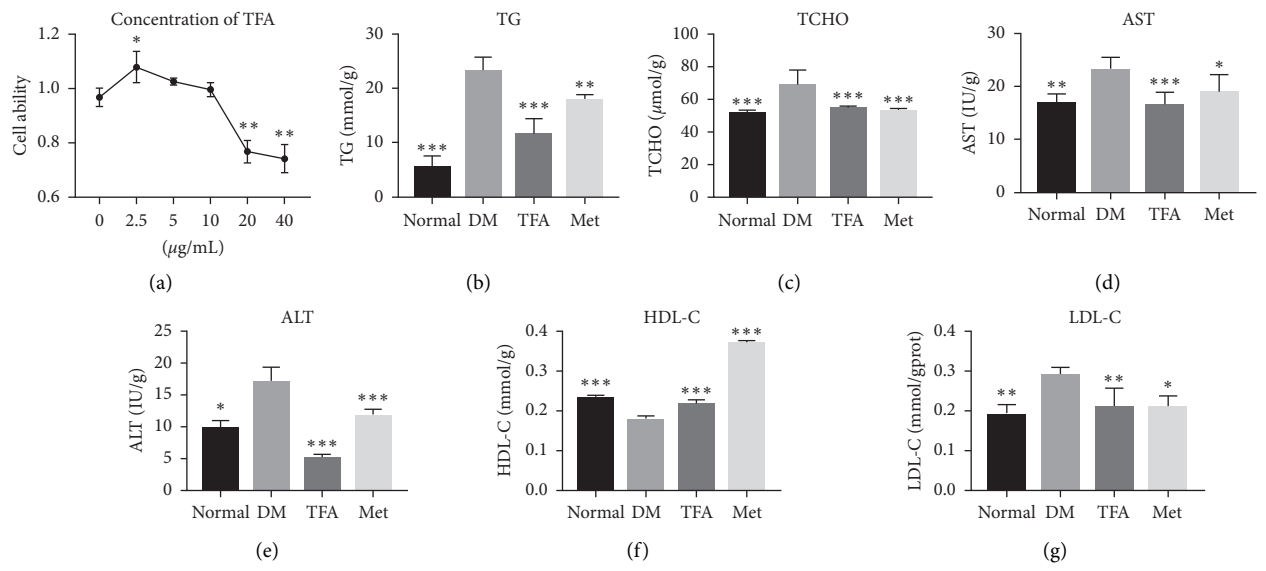 Concentration of TFA
Cell ability
1.2
1.0
0.8
0.6
*
**
**
0 2.5 5 10 20 40
(μg/mL)
(a)
TG
TG (mmol/g)
30
20
10
0
***
***
**
Normal DM TFA Met
(b)
TCHO
TCHO (μmol/g)
100
80
60
40
20
0
***
***
***
Normal DM TFA Met
(c)
AST
AST (IU/g)
30
20
10
0
**
***
*
Normal DM TFA Met
(d)
ALT
ALT (IU/g)
25
20
15
10
5
0
*
***
***
Normal DM TFA Met
(e)
HDL-C
HDL-C (mmol/g)
0.4
0.3
0.2
0.1
0.0
***
***
***
Normal DM TFA Met
(f)
LDL-C
LDL-C (mmol/gprot)
0.4
0.3
0.2
0.1
0.0
**
**
*
Normal DM TFA Met
(g)